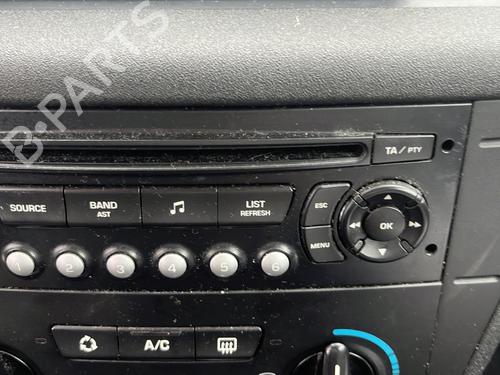 B-PARTS
TA / PTY
SOURCE
BAND
AST
LIST
REFRESH
ESC
MENU
OK
1 2 3 4 5 6
A/C